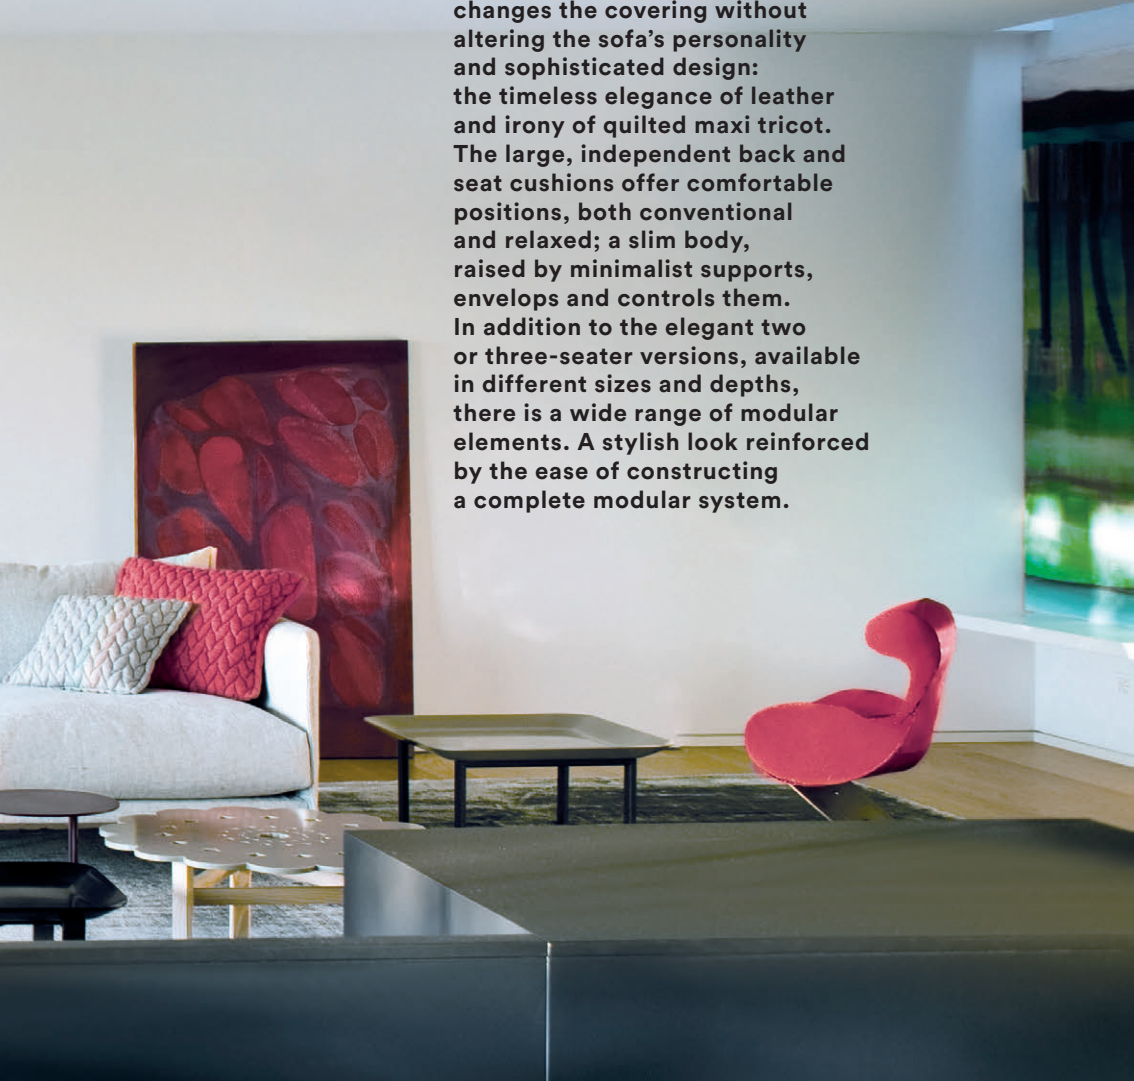 changes the covering without
altering the sofa’s personality
and sophisticated design:
the timeless elegance of leather
and irony of quilted maxi tricot.
The large, independent back and
seat cushions offer comfortable
positions, both conventional
and relaxed; a slim body,
raised by minimalist supports,
envelops and controls them.
In addition to the elegant two
or three-seater versions, available
in different sizes and depths,
there is a wide range of modular
elements. A stylish look reinforced
by the ease of constructing
a complete modular system.